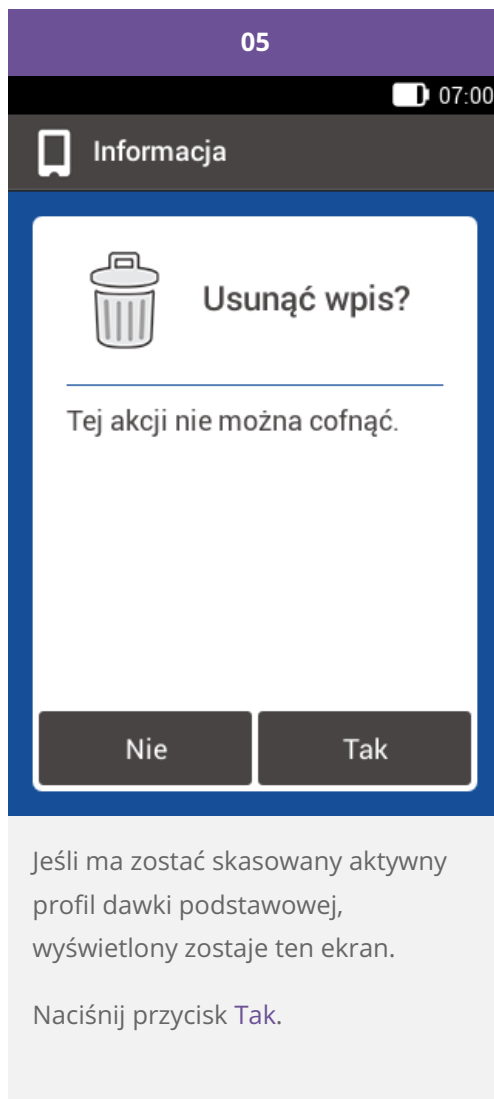 05
07:00
Informacja
Usunąć wpis?
Tej akcji nie można cofnąć.
Nie
Tak
Jeśli ma zostać skasowany aktywny
profil dawki podstawowej,
wyświetlony zostaje ten ekran.
Naciśnij przycisk Tak.